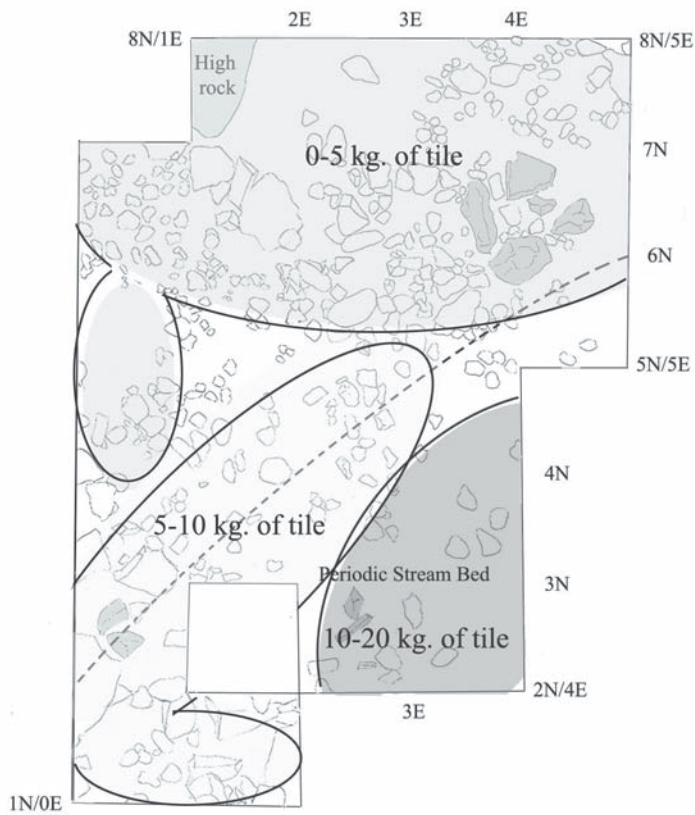 2E 3E 4E
8N/1E 8N/5E
High
rock
7N
0-5 kg. of tile
6N
5N/5E
4N
5-10 kg. of tile
Periodic Stream Bed 3N
10-20 kg. of tile
2N/4E
3E
1N/0E